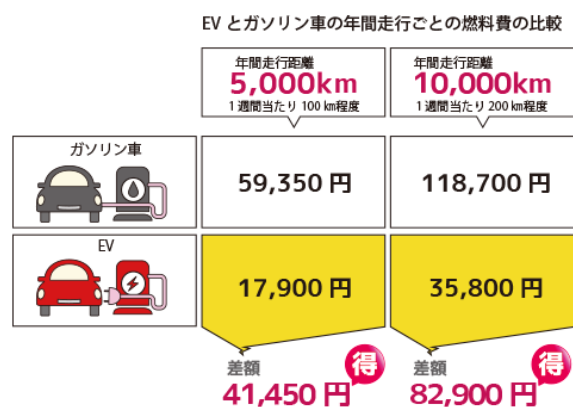 EV とガソリン車の年間走行ごとの燃料費の比較
年間走行距離
5,000km
1週間当たり 100 km程度
年間走行距離
10,000km
1週間当たり 200 km程度
ガソリン車
59,350 円
118,700 円
EV
17,900 円
35,800 円
差額
得
41,450 円
差額
得
82,900 円